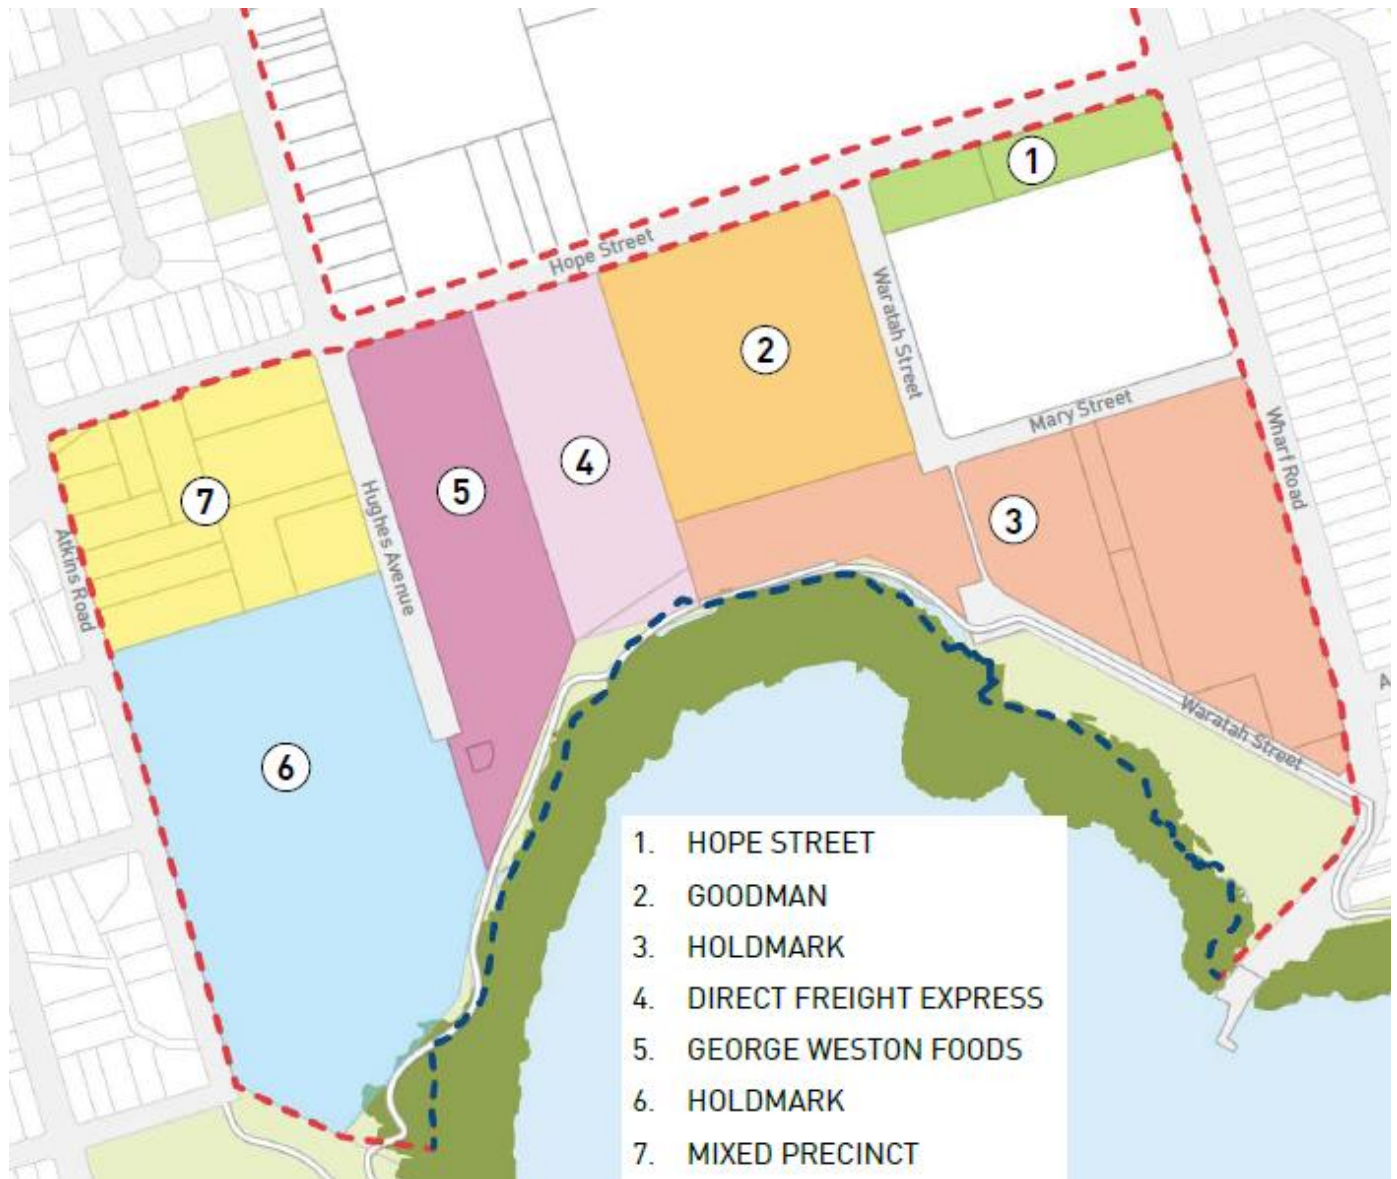 1
Hope Street
2
Waratah Street
Mary Street
Wharf Road
4
5
7
3
Hughes Avenue
Atkins Road
A
Waratah Street
6
1. HOPE STREET
2. GOODMAN
3. HOLDMARK
4. DIRECT FREIGHT EXPRESS
5. GEORGE WESTON FOODS
6. HOLDMARK
7. MIXED PRECINCT